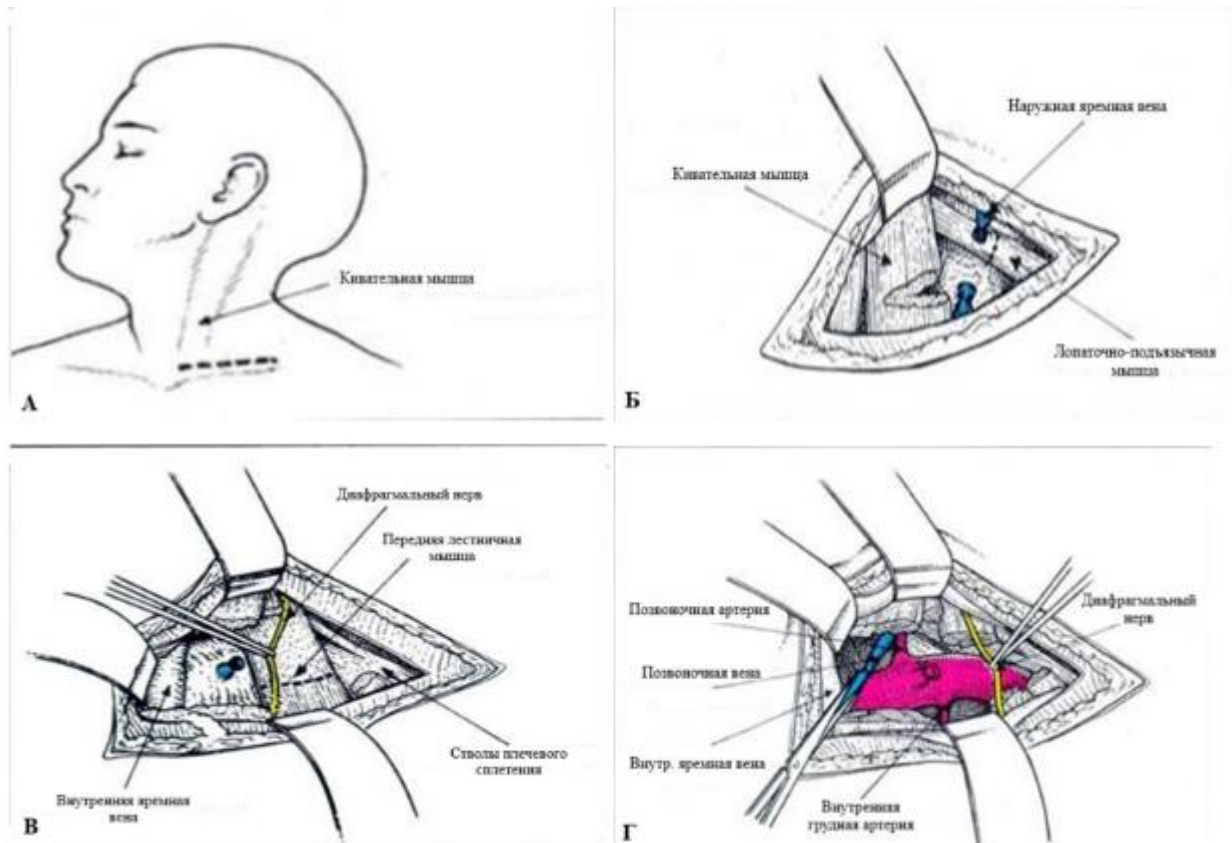 Кивательная мышца
А
Наружная яремная вена
Кивательная мышца
Лопаточно-подъязычная
мышца
Б
Диафрагмальный нерв
Передняя лестничная
мышца
Стволы плечевого
сплетения
Внутренняя яремная
вена
В
Позвоночная артерия
Диафрагмальный
нерв
Позвоночная вена
Внутр. яремная вена
Внутренняя
грудная артерия
Г